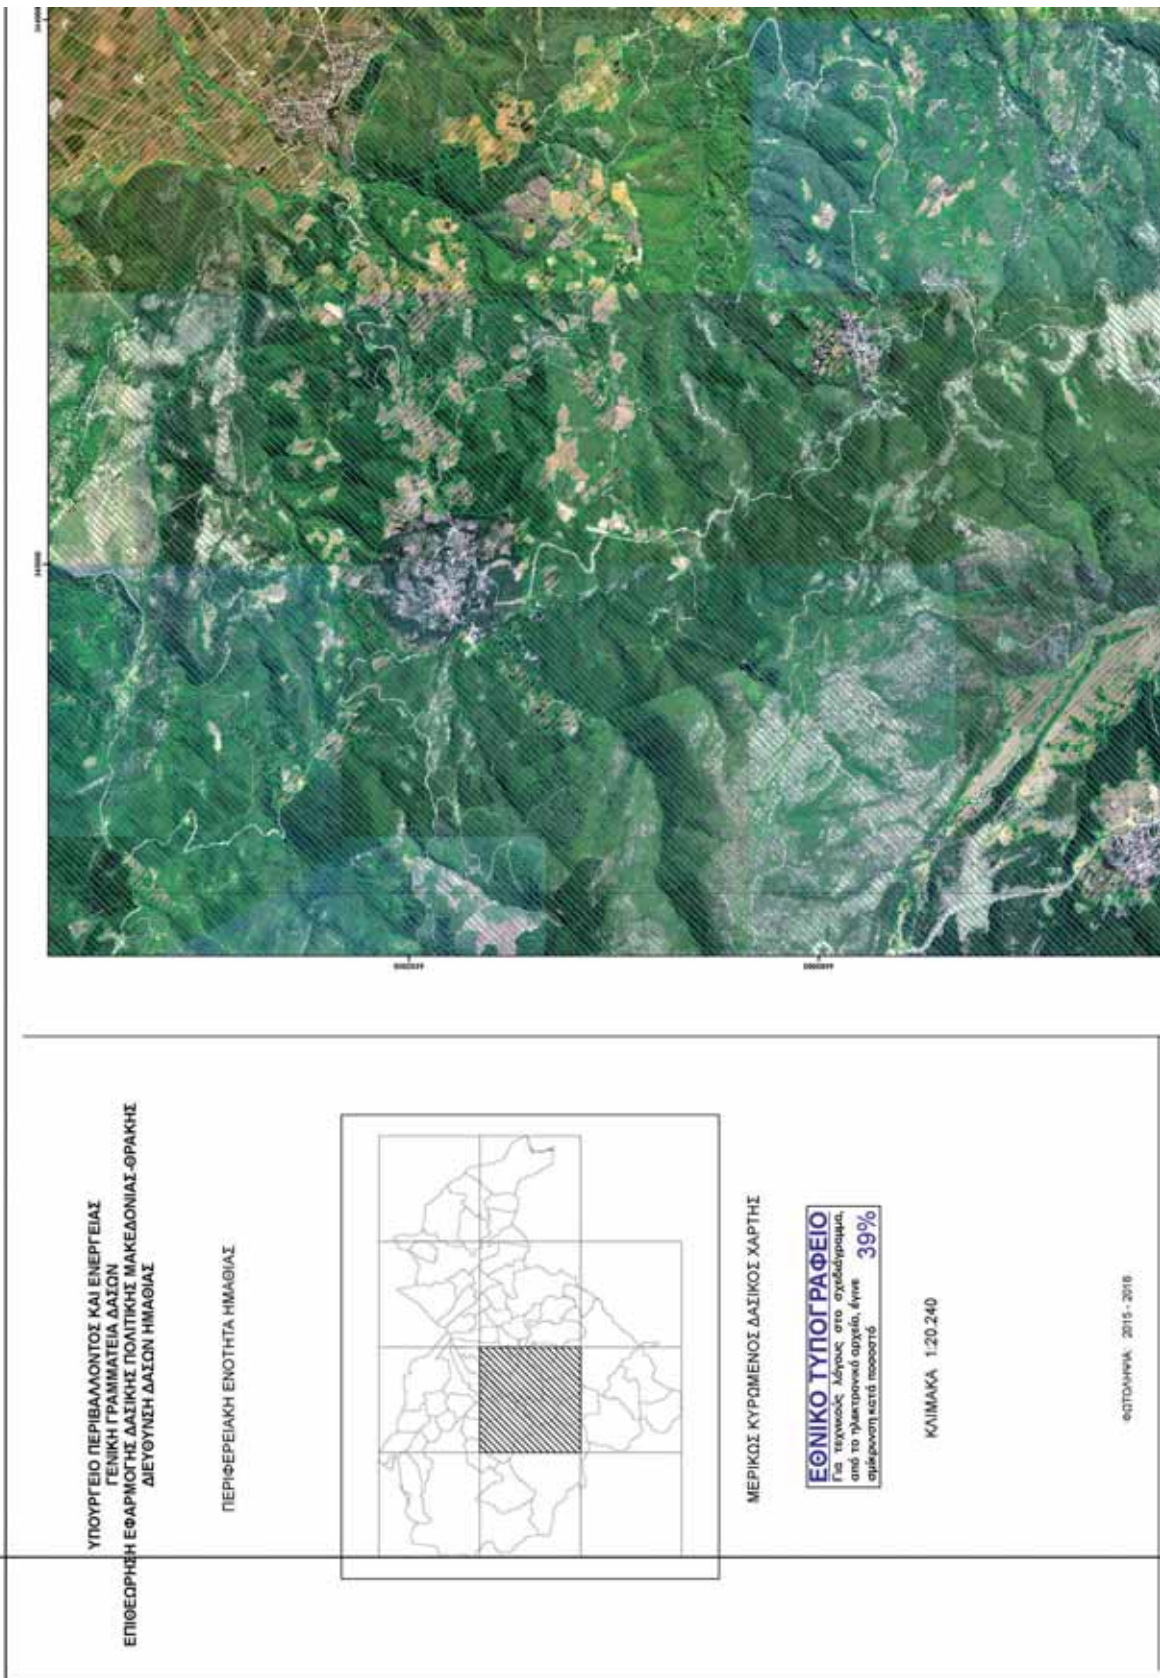 ΥΠΟΥΡΓΕΙΟ ΠΕΡΙΒΑΛΛΟΝΤΟΣ ΚΑΙ ΕΝΕΡΓΕΙΑΣ
ΓΕΝΙΚΗ ΓΡΑΜΜΑΤΕΙΑ ΔΑΣΩΝ
ΕΠΙΘΕΩΡΗΣΗ ΕΦΑΡΜΟΓΗΣ ΔΑΣΙΚΗΣ ΠΟΛΙΤΙΚΗΣ ΜΑΚΕΔΟΝΙΑΣ-ΘΡΑΚΗΣ
ΔΙΕΥΘΥΝΣΗ ΔΑΣΩΝ ΗΜΑΘΙΑΣ
ΠΕΡΙΦΕΡΕΙΑΚΗ ΕΝΟΤΗΤΑ ΗΜΑΘΙΑΣ
ΜΕΡΙΚΩΣ ΚΥΡΩΜΕΝΟΣ ΔΑΣΙΚΟΣ ΧΑΡΤΗΣ
ΕΘΝΙΚΟ ΤΥΠΟΓΡΑΦΕΙΟ
Για τεχνικούς λόγους στο σχεδιάγραμμα,
από το ηλεκτρονικό αρχείο, έγινε
σμίκρυνση κατά ποσοστό 39%
ΚΛΙΜΑΚΑ 1:20.240
ΦΩΤΟΛΗΨΙΑ: 2015 - 2016